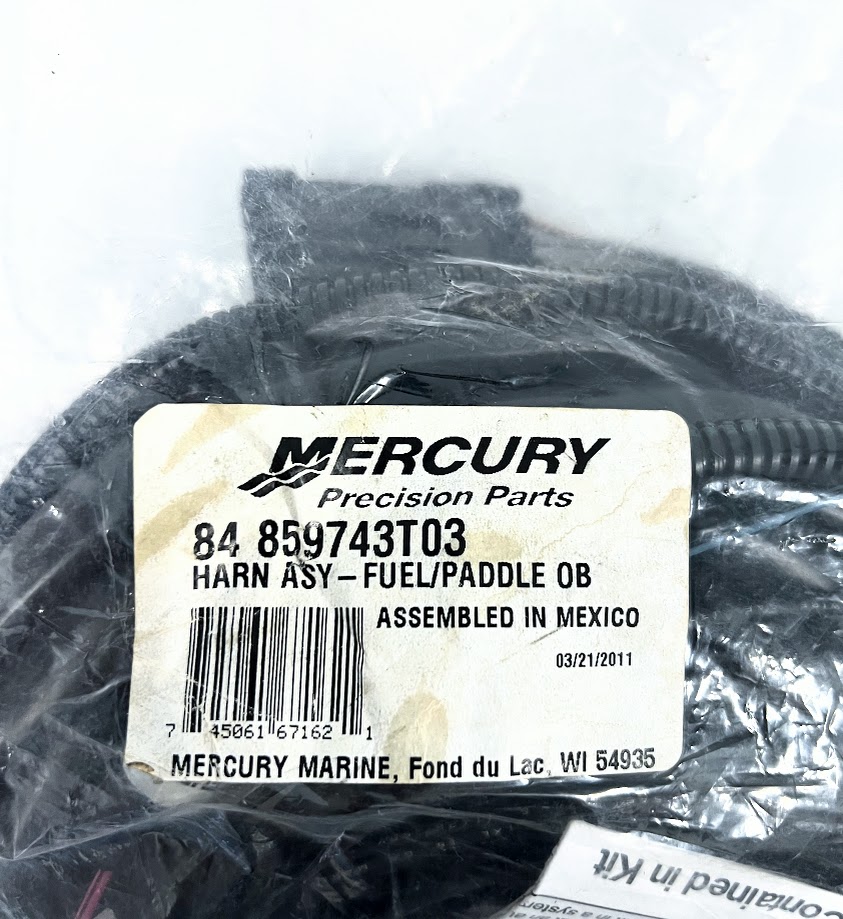 MERCURY
Precision Parts
84 859743T03
HARN ASY-FUEL/PADDLE OB
ASSEMBLED IN MEXICO
03/21/2011
7 45061 67162 1
MERCURY MARINE, Fond du Lac, WI 54935
ontained in Kit